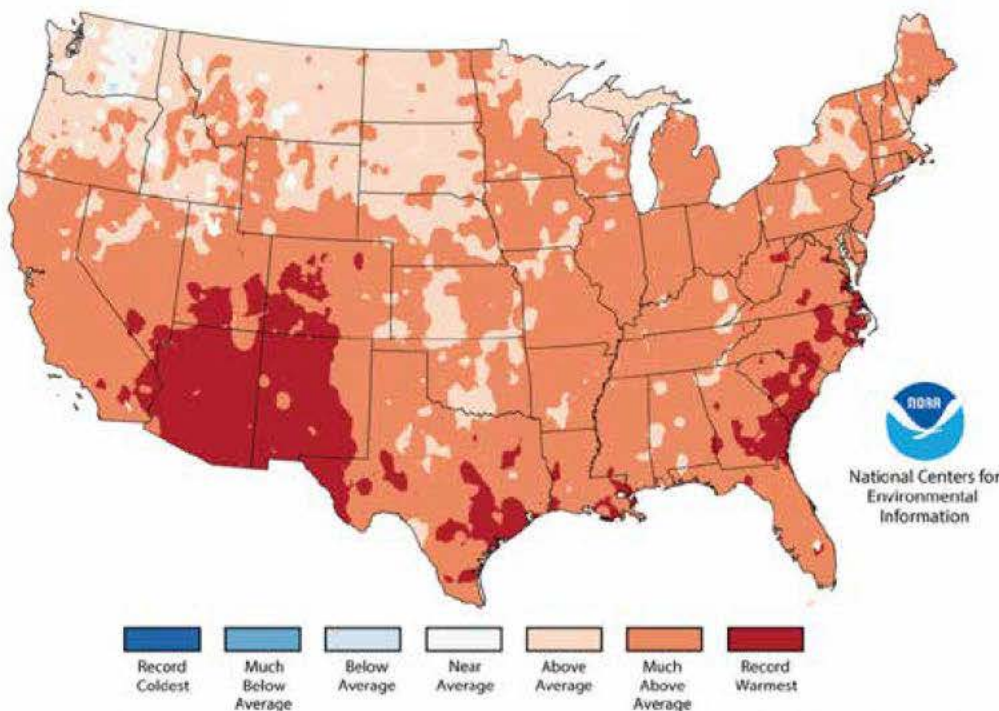 NOAA
National Centers for
Environmental
Information
Record
Coldest
Much
Below
Average
Below
Average
Near
Average
Above
Average
Much
Above
Average
Record
Warmest